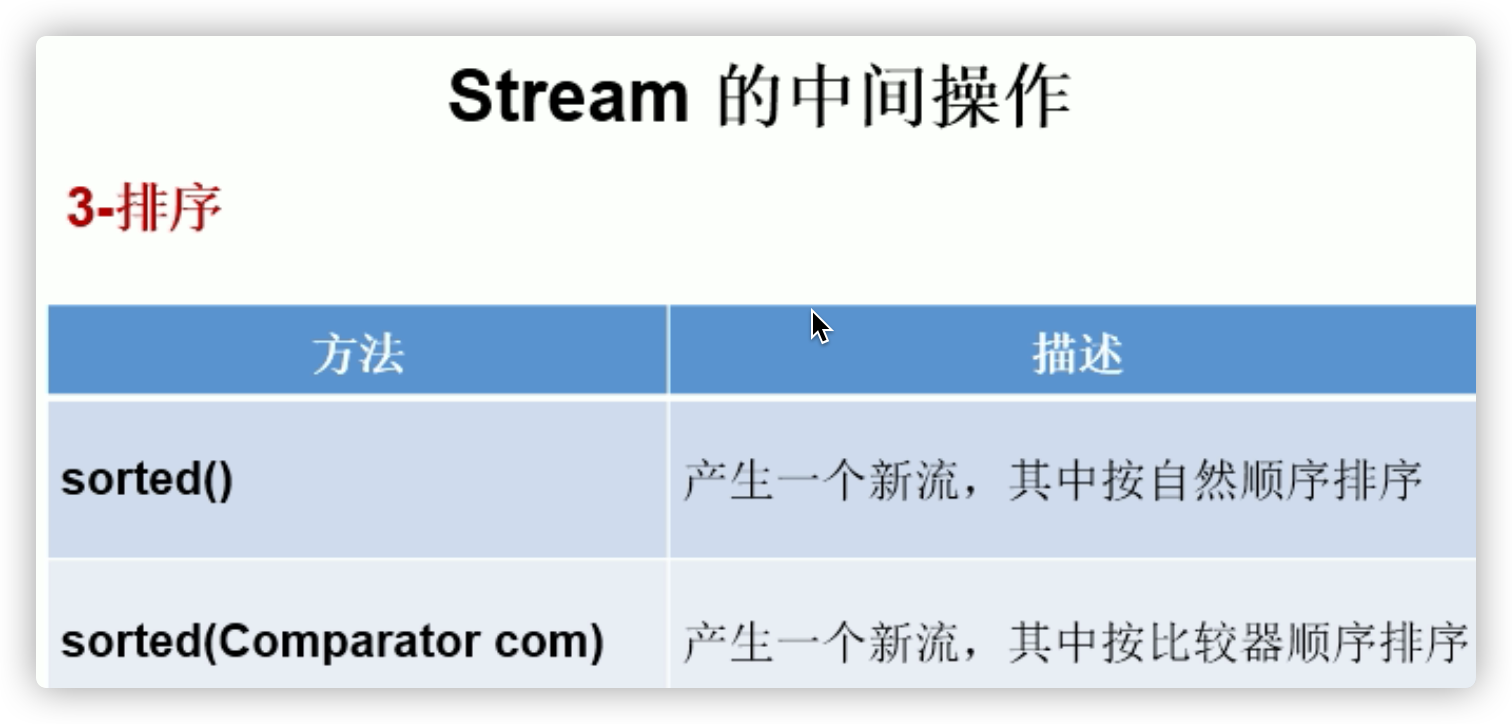 Stream 的中间操作
3-排序
方法 描述
sorted() 产生一个新流，其中按自然顺序排序
sorted(Comparator com) 产生一个新流，其中按比较器顺序排序